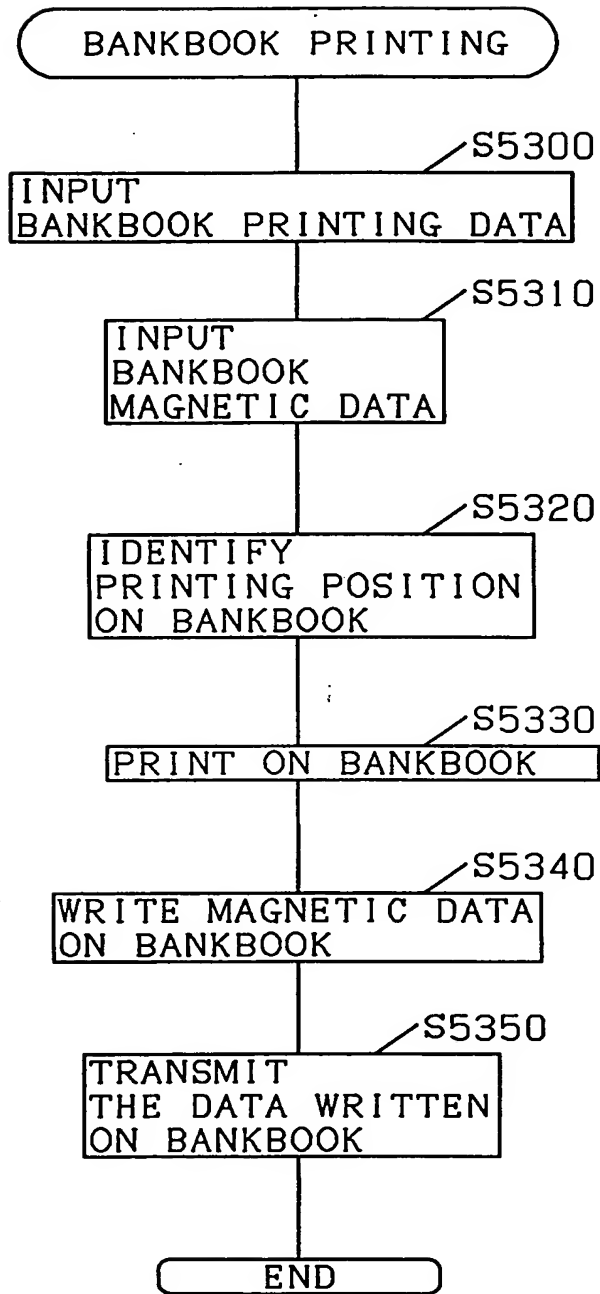 BANKBOOK PRINTING
S5300
INPUT
BANKBOOK PRINTING DATA
S5310
INPUT
BANKBOOK
MAGNETIC DATA
S5320
IDENTIFY
PRINTING POSITION
ON BANKBOOK
S5330
PRINT ON BANKBOOK
S5340
WRITE MAGNETIC DATA
ON BANKBOOK
S5350
TRANSMIT
THE DATA WRITTEN
ON BANKBOOK
END